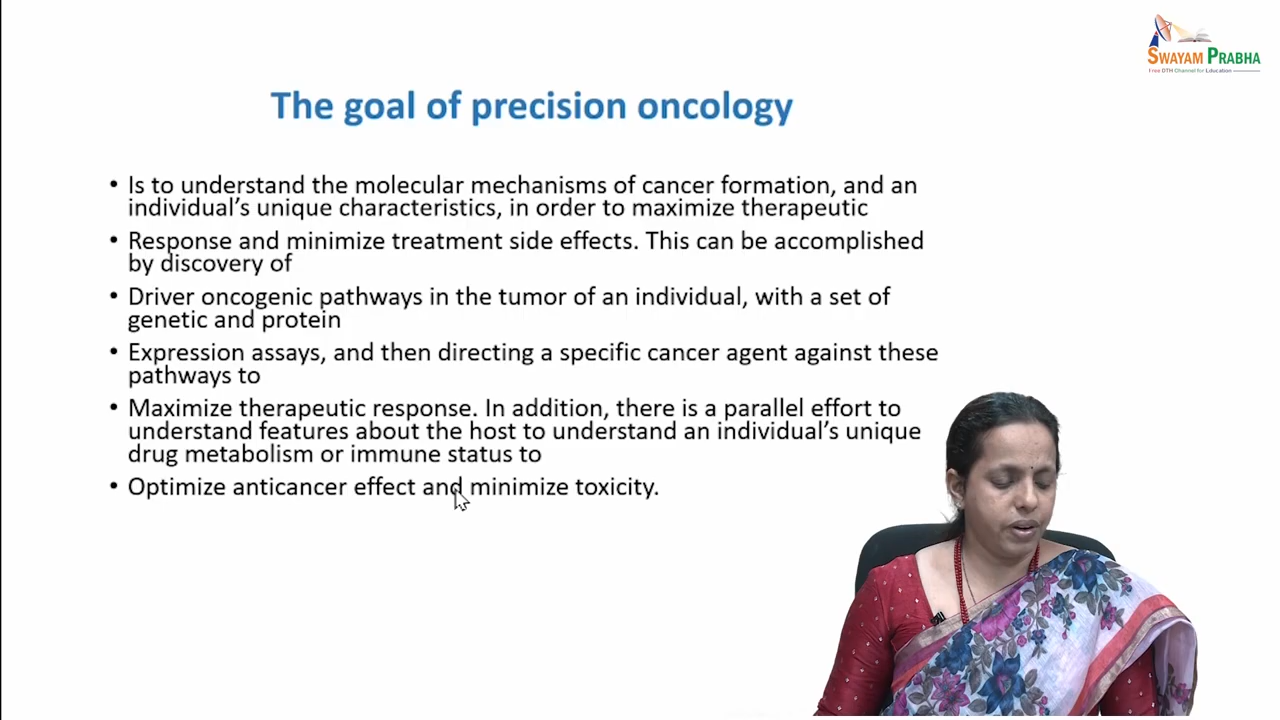 SWAYAM PRABHA
Free DTH Channel for Education
The goal of precision oncology
• Is to understand the molecular mechanisms of cancer formation, and an
individual’s unique characteristics, in order to maximize therapeutic
• Response and minimize treatment side effects. This can be accomplished
by discovery of
• Driver oncogenic pathways in the tumor of an individual, with a set of
genetic and protein
• Expression assays, and then directing a specific cancer agent against these
pathways to
• Maximize therapeutic response. In addition, there is a parallel effort to
understand features about the host to understand an individual’s unique
drug metabolism or immune status to
• Optimize anticancer effect and minimize toxicity.